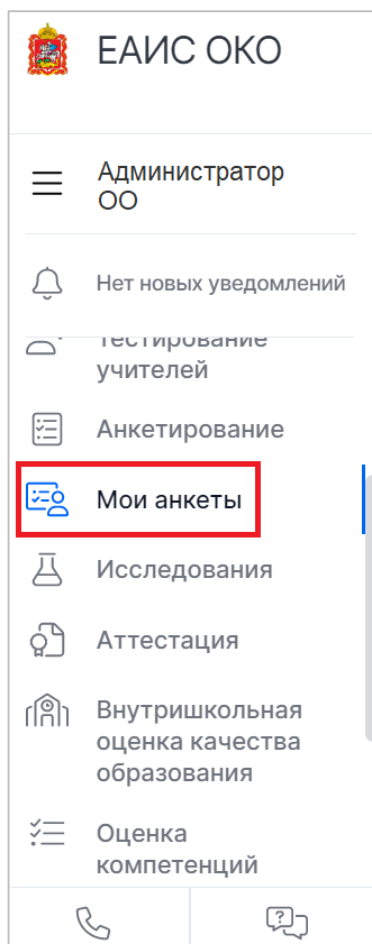 ЕАИС ОКО
Администратор
ОО
Нет новых уведомлений
Тестирование
учителей
Анкетирование
Мои анкеты
Исследования
Аттестация
Внутришкольная
оценка качества
образования
Оценка
компетенций